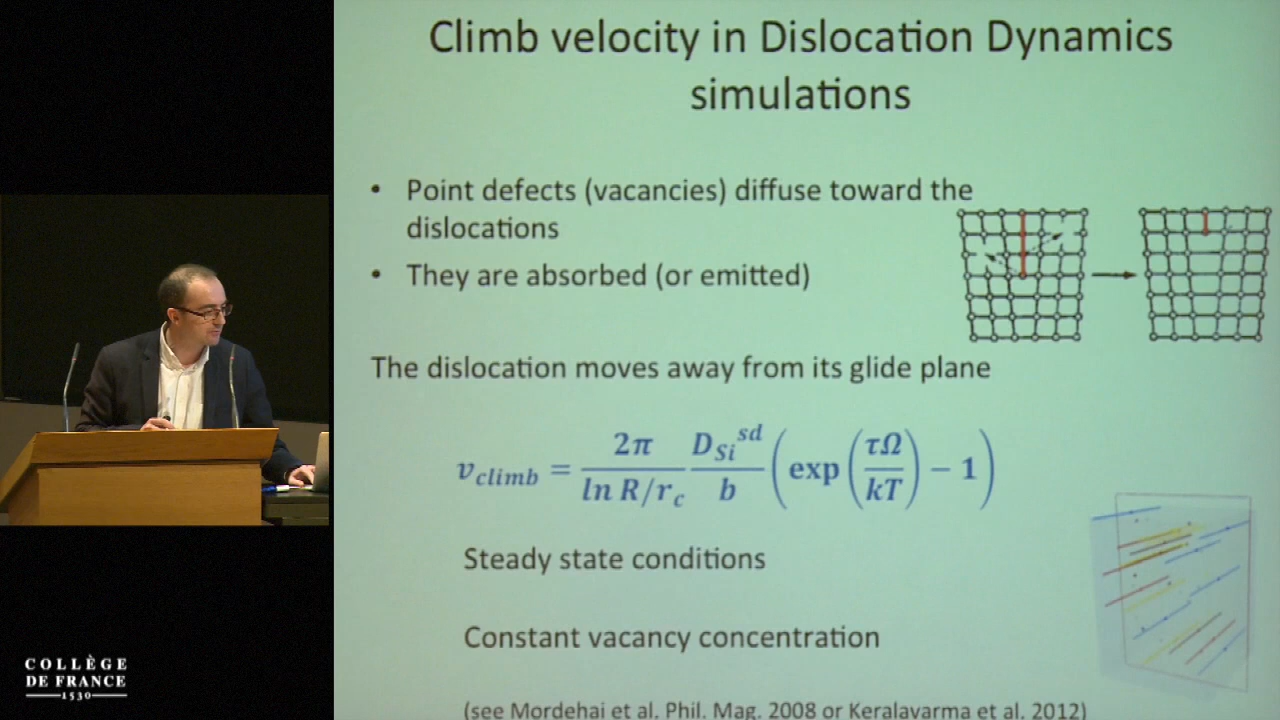 Climb velocity in Dislocation Dynamics
simulations
• Point defects (vacancies) diffuse toward the
dislocations
• They are absorbed (or emitted)
The dislocation moves away from its glide plane
v_climb = 2π / ln R/r_c D_Si^sd / b (exp(τΩ / kT) − 1)
Steady state conditions
Constant vacancy concentration
(see Mordehai et al. Phil. Mag. 2008 or Keralavarma et al. 2012)
COLLÈGE
DE FRANCE
1530